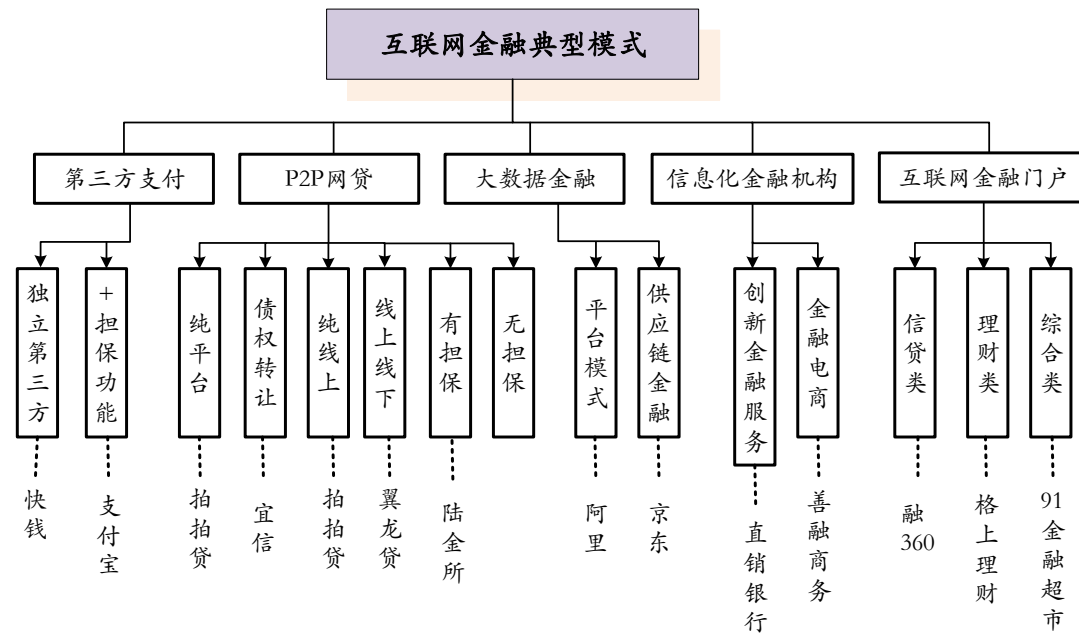 互联网金融典型模式
第三方支付
P2P网贷
大数据金融
信息化金融机构
互联网金融门户
独立第三方
+担保功能
纯平台
债权转让
纯线上
线上线下
有担保
无担保
平台模式
供应链金融
创新金融服务
金融电商
信贷类
理财类
综合类
快钱
支付宝
拍拍贷
宜信
拍拍贷
翼龙贷
陆金所
阿里
京东
直销银行
善融商务
融360
格上理财
91金融超市